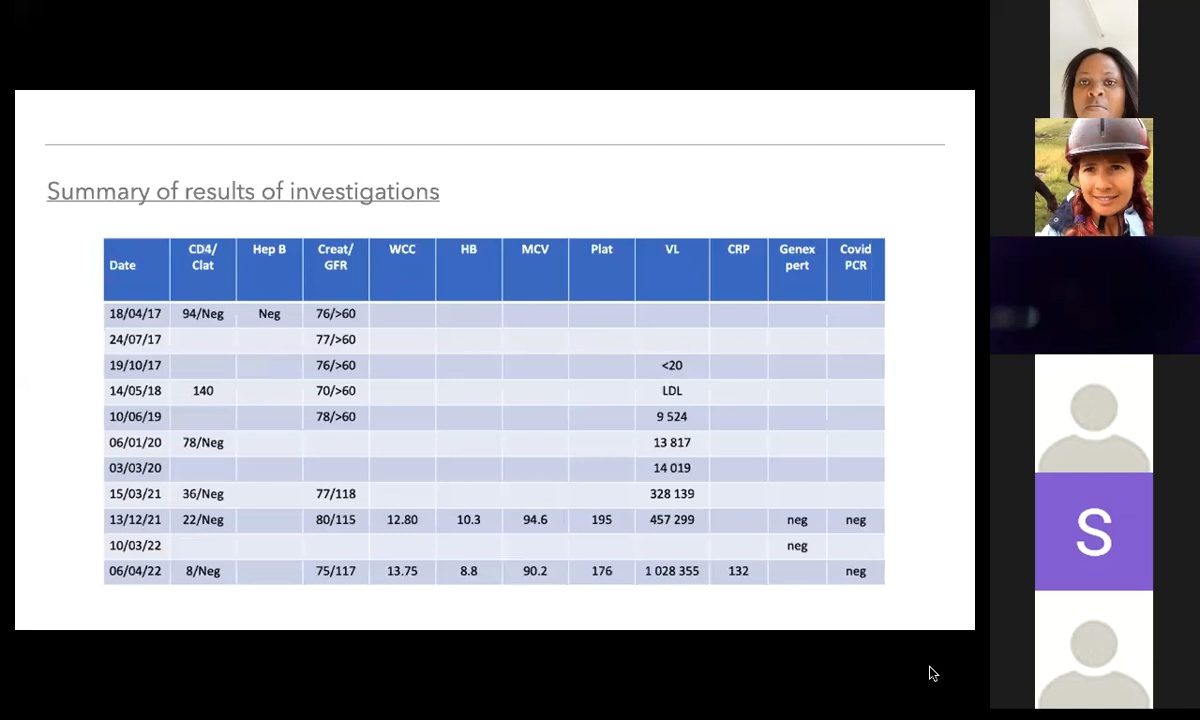 Summary of results of investigations
Date CD4/ Clat Hep B Creat/ GFR WCC HB MCV Plat VL CRP Genex pert Covid PCR
18/04/17 94/Neg Neg 76/>60
24/07/17 77/>60
19/10/17 76/>60 <20
14/05/18 140 70/>60 LDL
10/06/19 78/>60 9 524
06/01/20 78/Neg 13 817
03/03/20 14 019
15/03/21 36/Neg 77/118 328 139
13/12/21 22/Neg 80/115 12.80 10.3 94.6 195 457 299 neg neg
10/03/22 neg
06/04/22 8/Neg 75/117 13.75 8.8 90.2 176 1 028 355 132 neg
S